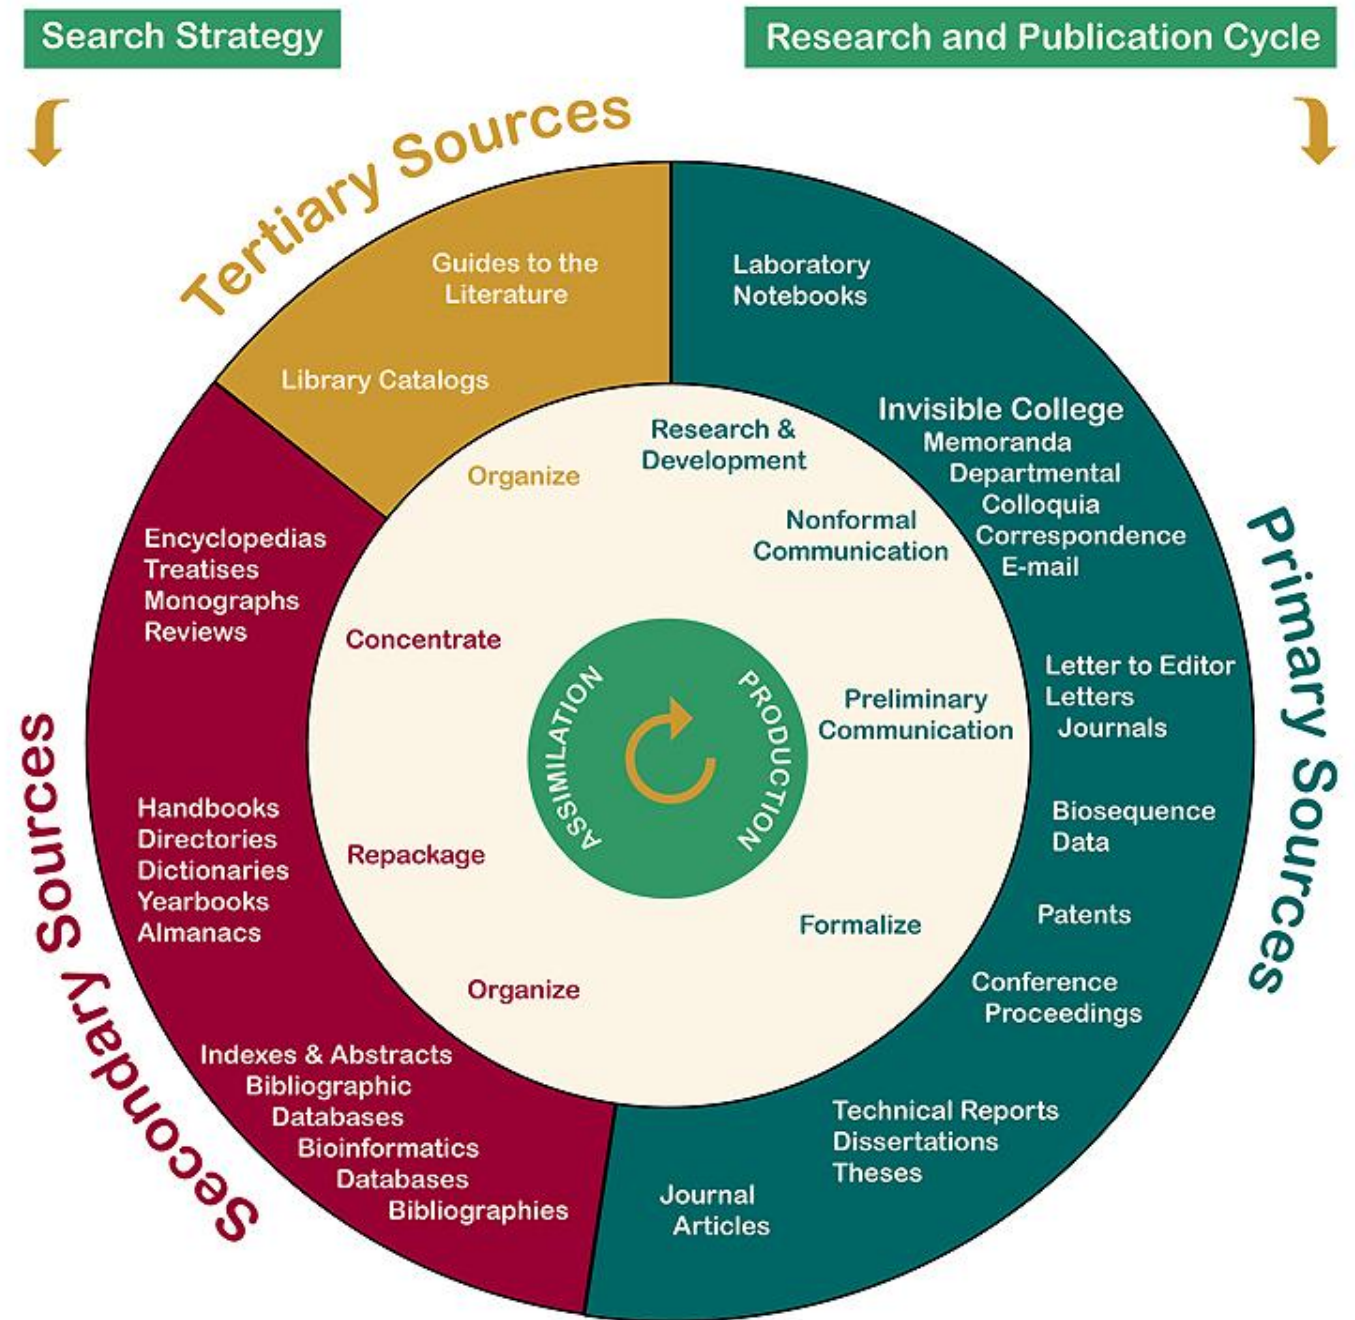 Search Strategy
Research and Publication Cycle
Tertiary Sources
Guides to the
Literature
Library Catalogs
Organize
Laboratory
Notebooks
Research &
Development
Invisible College
Memoranda
Departmental
Colloquia
Correspondence
E-mail
Nonformal
Communication
Primary Sources
Letter to Editor
Letters
Journals
Preliminary
Communication
Biosequence
Data
Patents
Formalize
Conference
Proceedings
Technical Reports
Dissertations
Theses
Journal
Articles
PRODUCTION
ASSIMILATION
Secondary Sources
Encyclopedias
Treatises
Monographs
Reviews
Concentrate
Handbooks
Directories
Dictionaries
Yearbooks
Almanacs
Repackage
Organize
Indexes & Abstracts
Bibliographic
Databases
Bioinformatics
Databases
Bibliographies